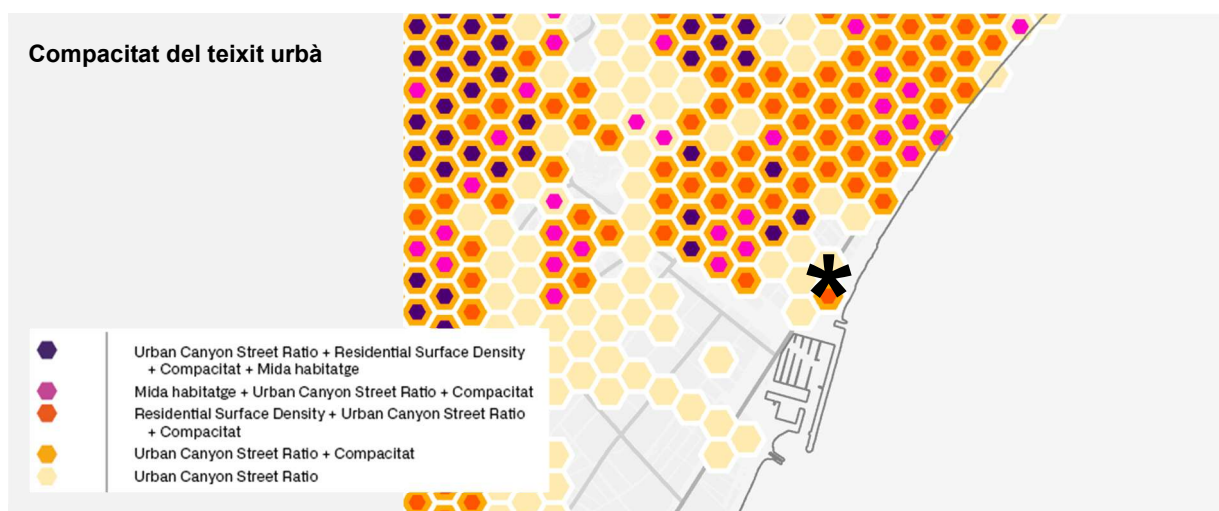 Compacitat del teixit urbà
*
Urban Canyon Street Ratio + Residential Surface Density
+ Compacitat + Mida habitatge
Mida habitatge + Urban Canyon Street Ratio + Compacitat
Residential Surface Density + Urban Canyon Street Ratio
+ Compacitat
Urban Canyon Street Ratio + Compacitat
Urban Canyon Street Ratio